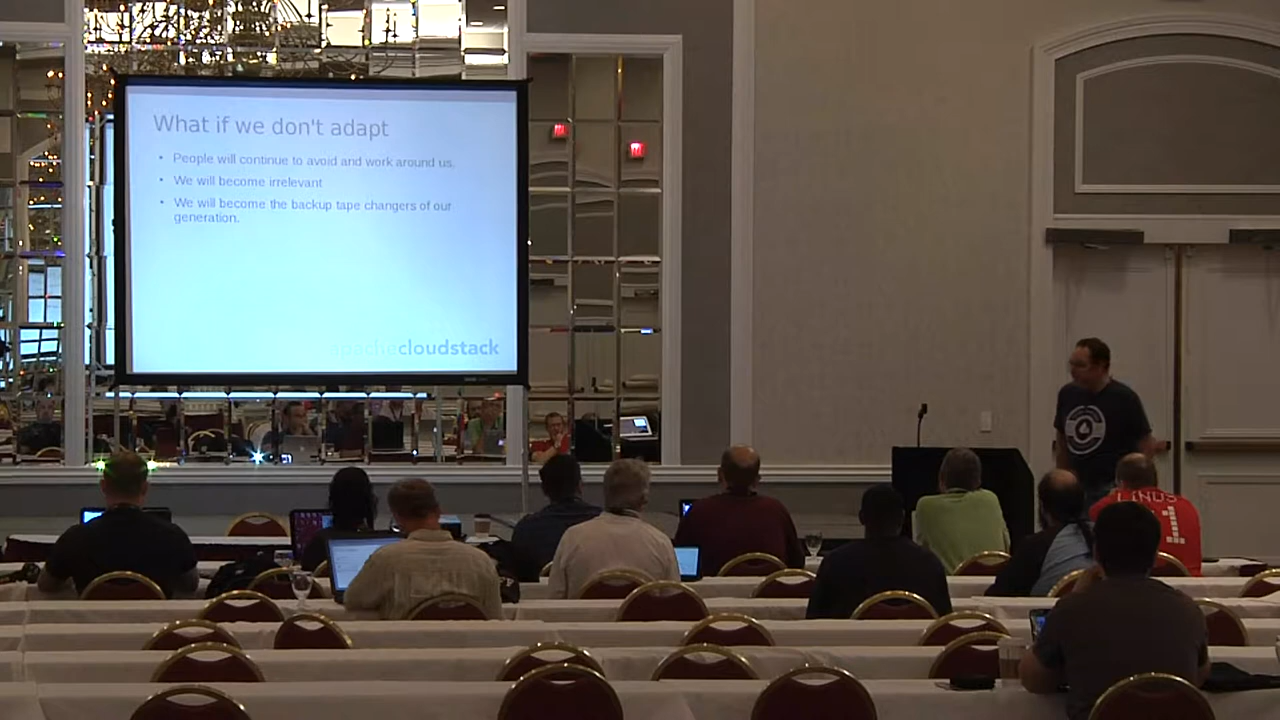 What if we don't adapt
• People will continue to avoid and work around us.
• We will become irrelevant
• We will become the backup tape changers of our
generation.
apachecloudstack
LINDS
1